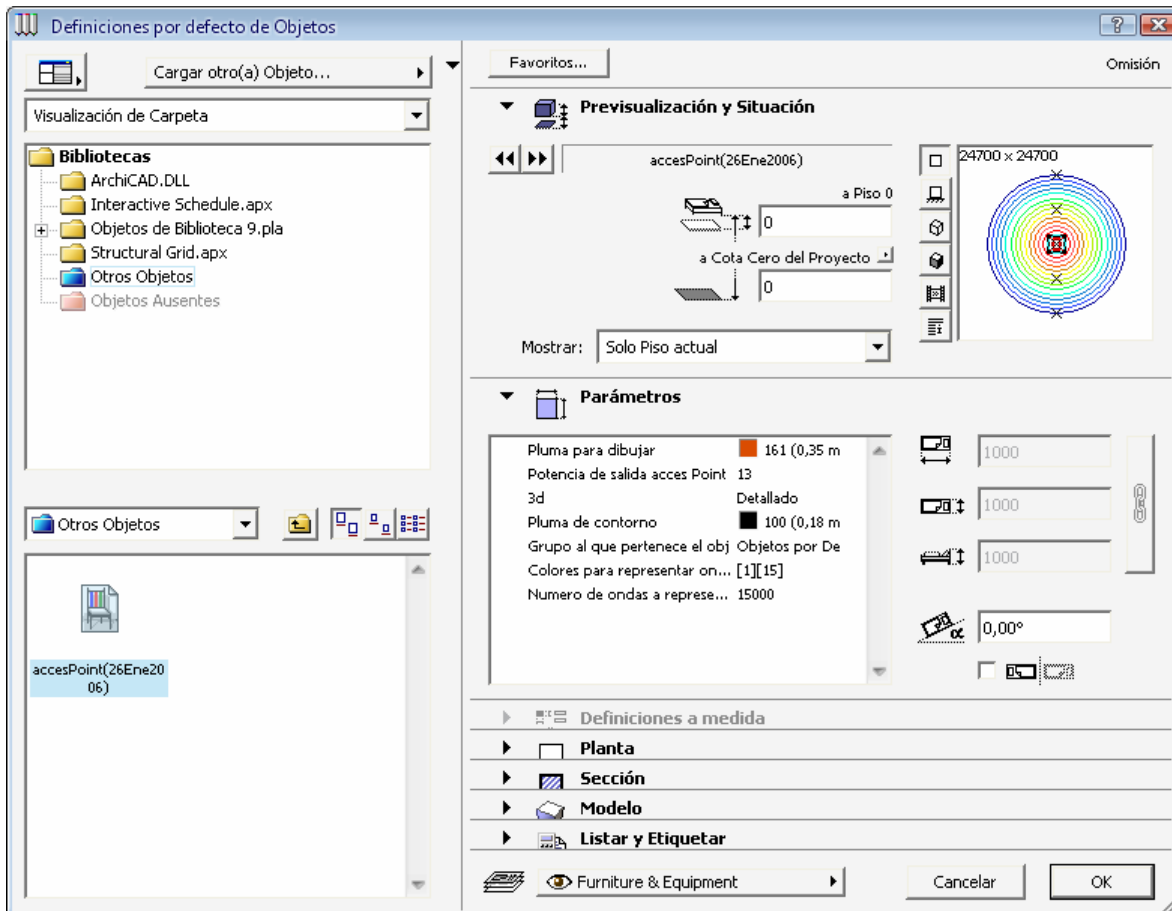 Definiciones por defecto de Objetos
Cargar otro(a) Objeto...
Visualización de Carpeta
Bibliotecas
ArchiCAD.DLL
Interactive Schedule.apx
Objetos de Biblioteca 9.pla
Structural Grid.apx
Otros Objetos
Objetos Ausentes
Otros Objetos
accesPoint(26Ene20
06)
Favoritos...
Omisión
Previsualización y Situación
accesPoint(26Ene2006)
a Piso 0
0
a Cota Cero del Proyecto
0
Mostrar: Solo Piso actual
24700 x 24700
Parámetros
Pluma para dibujar 161 (0,35 m
Potencia de salida acces Point 13
3d Detallado
Pluma de contorno 100 (0,18 m
Grupo al que pertenece el obj Objetos por De
Colores para representar on... [1][15]
Numero de ondas a represe... 15000
1000
1000
1000
α 0,00º
Definiciones a medida
Planta
Sección
Modelo
Listar y Etiquetar
Furniture & Equipment
Cancelar
OK